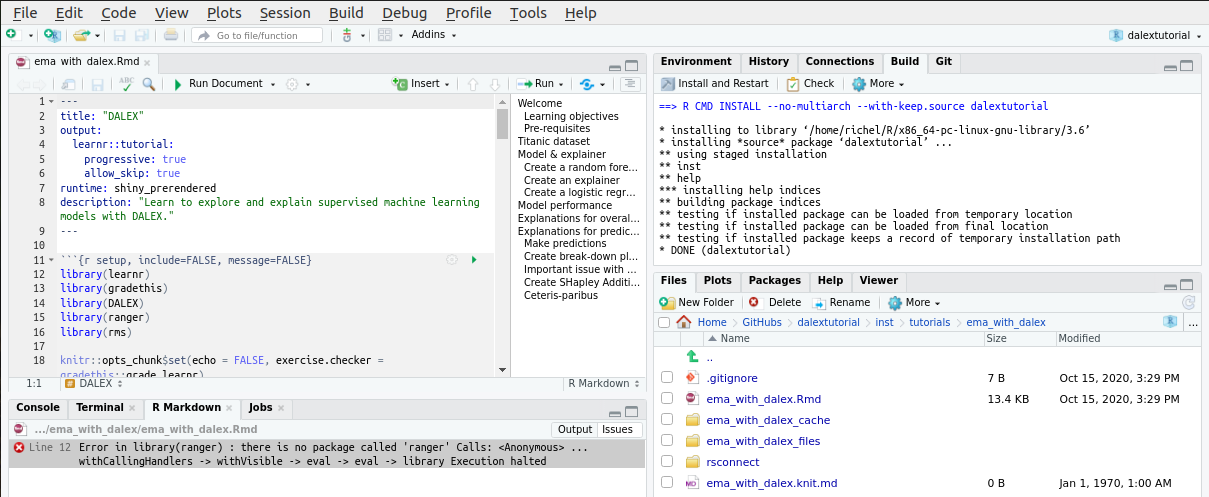 File Edit Code View Plots Session Build Debug Profile Tools Help
Go to file/function Addins dalextutorial
ema_with_dalex.Rmd
ABC Run Document Insert Run
1 ---
2 title: "DALEX"
3 output:
4 learnr::tutorial:
5 progressive: true
6 allow_skip: true
7 runtime: shiny_prerendered
8 description: "Learn to explore and explain supervised machine learning
models with DALEX."
9 ---
10
11 ```{r setup, include=FALSE, message=FALSE}
12 library(learnr)
13 library(gradethis)
14 library(DALEX)
15 library(ranger)
16 library(rms)
17
18 knitr::opts_chunk$set(echo = FALSE, exercise.checker =
gradethis::grade_learnr)
Welcome
Learning objectives
Pre-requisites
Titanic dataset
Model & explainer
Create a random fore...
Create an explainer
Create a logistic regr...
Model performance
Explanations for overal...
Explanations for predic...
Make predictions
Create break-down pl...
Important issue with ...
Create SHapley Additi...
Ceteris-paribus
1:1 # DALEX R Markdown
Console Terminal R Markdown Jobs
.../ema_with_dalex/ema_with_dalex.Rmd Output Issues
Line 12 Error in library(ranger) : there is no package called 'ranger' Calls: <Anonymous> ...
withCallingHandlers -> withVisible -> eval -> eval -> library Execution halted
Environment History Connections Build Git
Install and Restart Check More
==> R CMD INSTALL --no-multiarch --with-keep.source dalextutorial
* installing to library ‘/home/richel/R/x86_64-pc-linux-gnu-library/3.6’
* installing *source* package ‘dalextutorial’ ...
** using staged installation
** inst
** help
*** installing help indices
** building package indices
** testing if installed package can be loaded from temporary location
** testing if installed package can be loaded from final location
** testing if installed package keeps a record of temporary installation path
* DONE (dalextutorial)
Files Plots Packages Help Viewer
New Folder Delete Rename More
Home GitHubs dalextutorial inst tutorials ema_with_dalex ...
Name Size Modified
..
.gitignore 7 B Oct 15, 2020, 3:29 PM
ema_with_dalex.Rmd 13.4 KB Oct 15, 2020, 3:29 PM
ema_with_dalex_cache
ema_with_dalex_files
rsconnect
ema_with_dalex.knit.md 0 B Jan 1, 1970, 1:00 AM